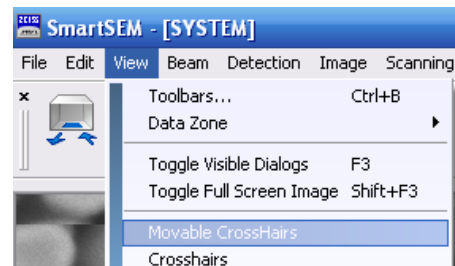 ZEISS SmartSEM - [SYSTEM]
File Edit View Beam Detection Image Scanning
Toolbars... Ctrl+B
Data Zone
Toggle Visible Dialogs F3
Toggle Full Screen Image Shift+F3
Movable CrossHairs
Crosshairs